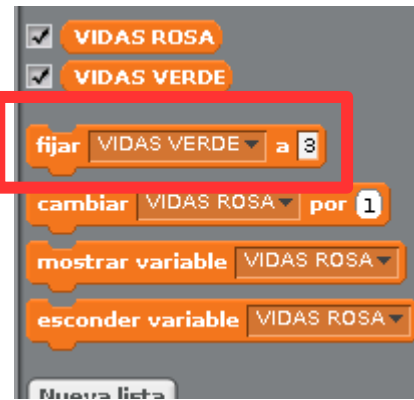 VIDAS ROSA
VIDAS VERDE
fijar VIDAS VERDE a 3
cambiar VIDAS ROSA por 1
mostrar variable VIDAS ROSA
esconder variable VIDAS ROSA
Nueva lista